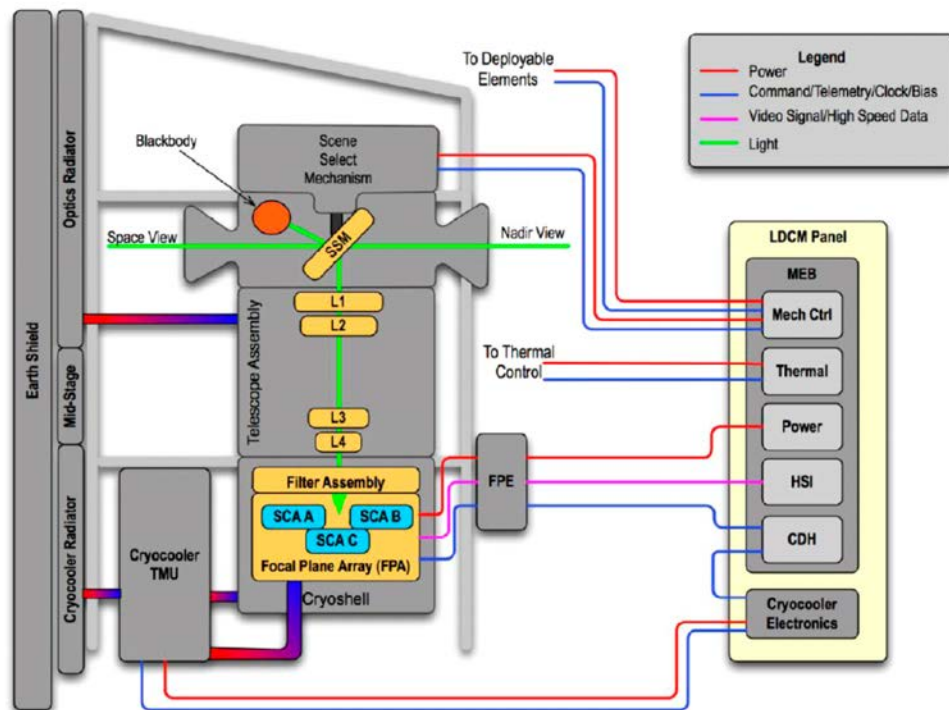 Earth Shield
Optics Radiator
Mid-Stage
Cryocooler Radiator
Blackbody
Scene
Select
Mechanism
Space View
SSM
Nadir View
Telescope Assembly
L1
L2
L3
L4
Filter Assembly
SCA A
SCA B
SCA C
Focal Plane Array (FPA)
Cryoshell
Cryocooler
TMU
To Deployable
Elements
To Thermal
Control
FPE
Legend
Power
Command/Telemetry/Clock/Bias
Video Signal/High Speed Data
Light
LDCM Panel
MEB
Mech Ctrl
Thermal
Power
HSI
CDH
Cryocooler
Electronics